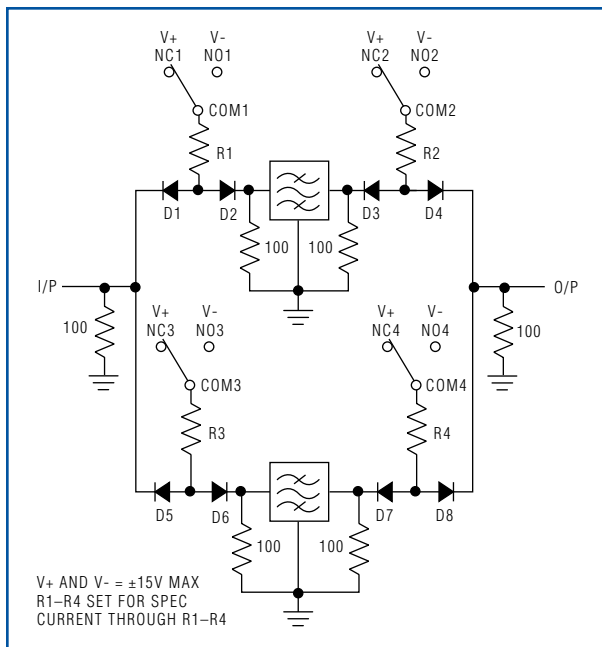 V+ V- V+ V-
NC1 NO1 NC2 NO2
COM1 COM2
R1 R2
D1 D2 D3 D4
100 100
I/P O/P
V+ V- V+ V-
100 NC3 NO3 NC4 NO4 100
COM3 COM4
R3 R4
D5 D6 D7 D8
100 100
V+ AND V- = ±15V MAX
R1–R4 SET FOR SPEC
CURRENT THROUGH R1–R4